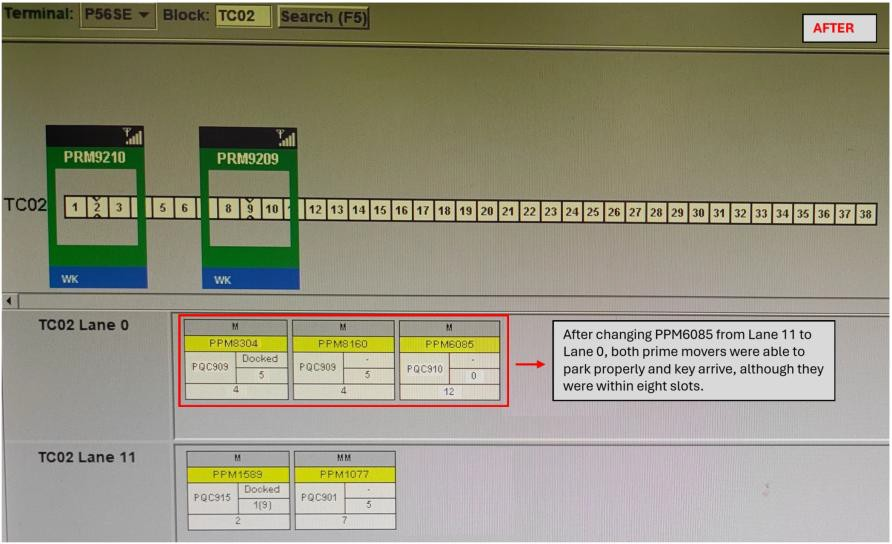 Terminal: P56SE Block: TC02 Search (F5)
AFTER
PRM9210
PRM9209
TC02 1 2 3 5 6 8 9 10 12 13 14 15 16 17 18 19 20 21 22 23 24 25 26 27 28 29 30 31 32 33 34 35 36 37 38
WK
WK
TC02 Lane 0
M
PPM8304
PQC909 Docked
5
4
M
PPM8160
PQC909 -
5
4
M
PPM6085
PQC910 -
0
12
After changing PPM6085 from Lane 11 to
Lane 0, both prime movers were able to
park properly and key arrive, although they
were within eight slots.
TC02 Lane 11
M
PPM1589
PQC915 Docked
1(9)
2
MM
PPM1077
PQC901 -
5
7